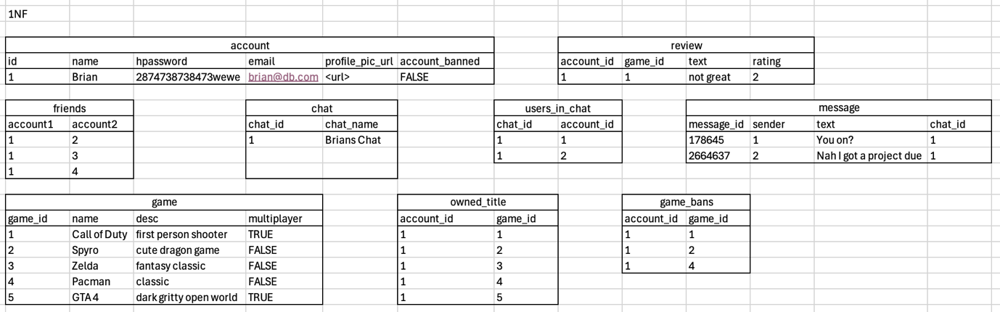 1NF
account review
id name hpassword email profile_pic_url account_banned account_id game_id text rating
1 Brian 2874738738473wewe brian@db.com <url> FALSE 1 1 not great 2
friends chat users_in_chat message
account1 account2 chat_id chat_name chat_id account_id message_id sender text chat_id
1 2 1 Brians Chat 1 1 178645 1 You on? 1
1 3 1 2 2664637 2 Nah I got a project due 1
1 4
game owned_title game_bans
game_id name desc multiplayer account_id game_id account_id game_id
1 Call of Duty first person shooter TRUE 1 1 1 1
2 Spyro cute dragon game FALSE 1 2 1 2
3 Zelda fantasy classic FALSE 1 3 1 4
4 Pacman classic FALSE 1 4
5 GTA 4 dark gritty open world TRUE 1 5